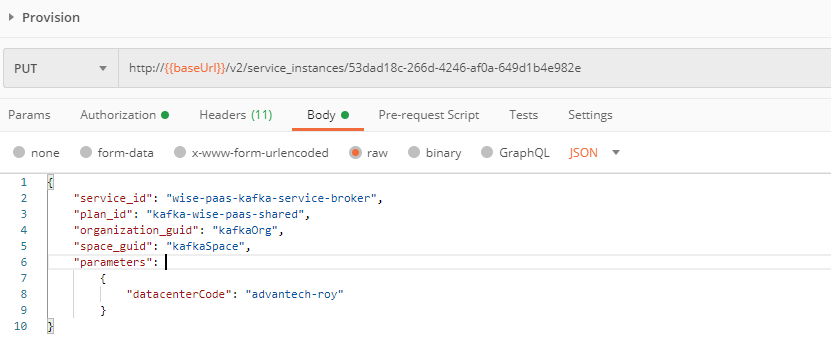 Provision
PUT http://{{baseUrl}}/v2/service_instances/53dad18c-266d-4246-af0a-649d1b4e982e
Params Authorization Headers (11) Body Pre-request Script Tests Settings
none form-data x-www-form-urlencoded raw binary GraphQL JSON
1 {
2 "service_id": "wise-paas-kafka-service-broker",
3 "plan_id": "kafka-wise-paas-shared",
4 "organization_guid": "kafkaOrg",
5 "space_guid": "kafkaSpace",
6 "parameters":
7 {
8 "datacenterCode": "advantech-roy"
9 }
10 }